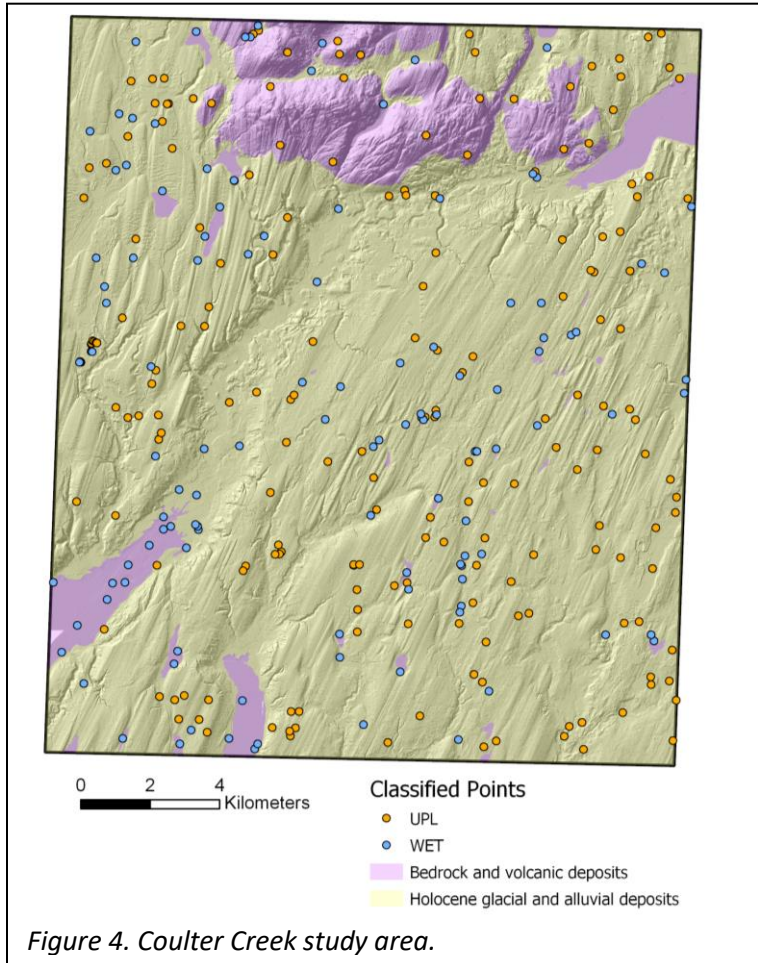 0 2 4
Kilometers
Classified Points
UPL
WET
Bedrock and volcanic deposits
Holocene glacial and alluvial deposits
Figure 4. Coulter Creek study area.